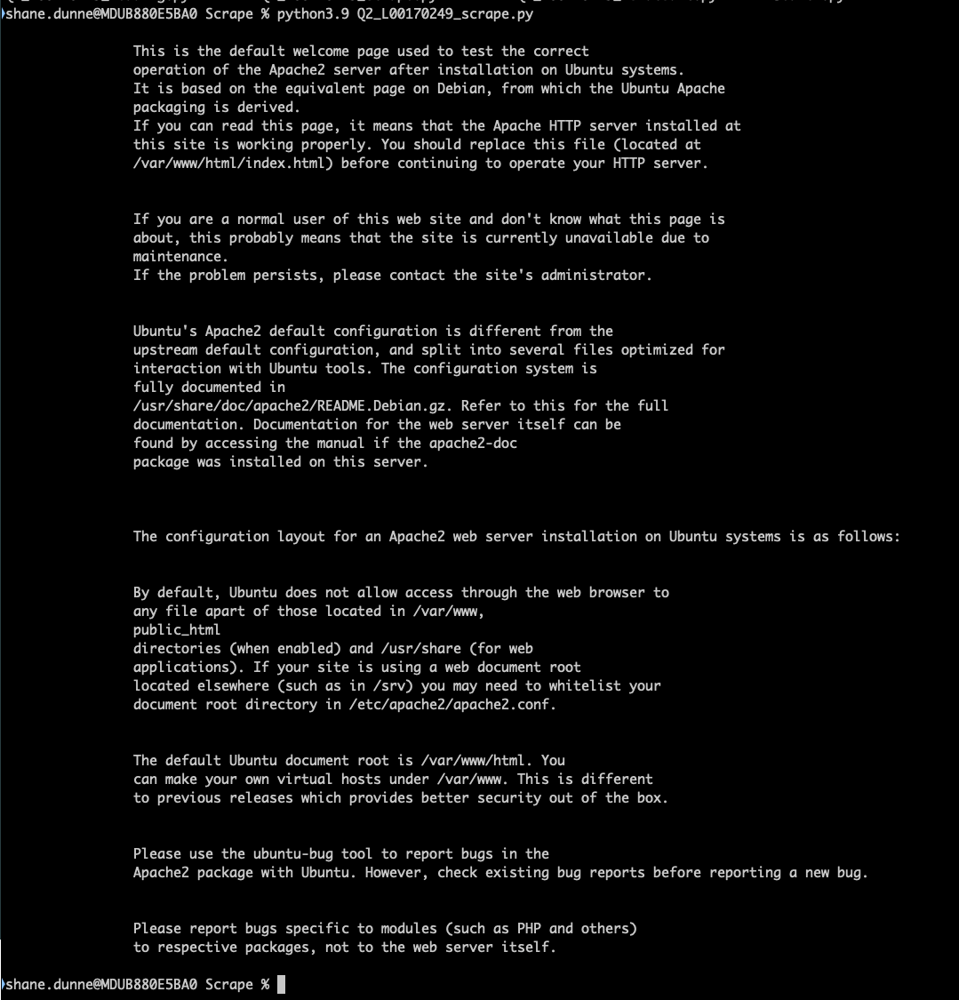 shane.dunne@MDUB880E5BA0 Scrape % python3.9 Q2_L00170249_scrape.py
This is the default welcome page used to test the correct
operation of the Apache2 server after installation on Ubuntu systems.
It is based on the equivalent page on Debian, from which the Ubuntu Apache
packaging is derived.
If you can read this page, it means that the Apache HTTP server installed at
this site is working properly. You should replace this file (located at
/var/www/html/index.html) before continuing to operate your HTTP server.
If you are a normal user of this web site and don't know what this page is
about, this probably means that the site is currently unavailable due to
maintenance.
If the problem persists, please contact the site's administrator.
Ubuntu's Apache2 default configuration is different from the
upstream default configuration, and split into several files optimized for
interaction with Ubuntu tools. The configuration system is
fully documented in
/usr/share/doc/apache2/README.Debian.gz. Refer to this for the full
documentation. Documentation for the web server itself can be
found by accessing the manual if the apache2-doc
package was installed on this server.
The configuration layout for an Apache2 web server installation on Ubuntu systems is as follows:
By default, Ubuntu does not allow access through the web browser to
any file apart of those located in /var/www,
public_html
directories (when enabled) and /usr/share (for web
applications). If your site is using a web document root
located elsewhere (such as in /srv) you may need to whitelist your
document root directory in /etc/apache2/apache2.conf.
The default Ubuntu document root is /var/www/html. You
can make your own virtual hosts under /var/www. This is different
to previous releases which provides better security out of the box.
Please use the ubuntu-bug tool to report bugs in the
Apache2 package with Ubuntu. However, check existing bug reports before reporting a new bug.
Please report bugs specific to modules (such as PHP and others)
to respective packages, not to the web server itself.
shane.dunne@MDUB880E5BA0 Scrape %